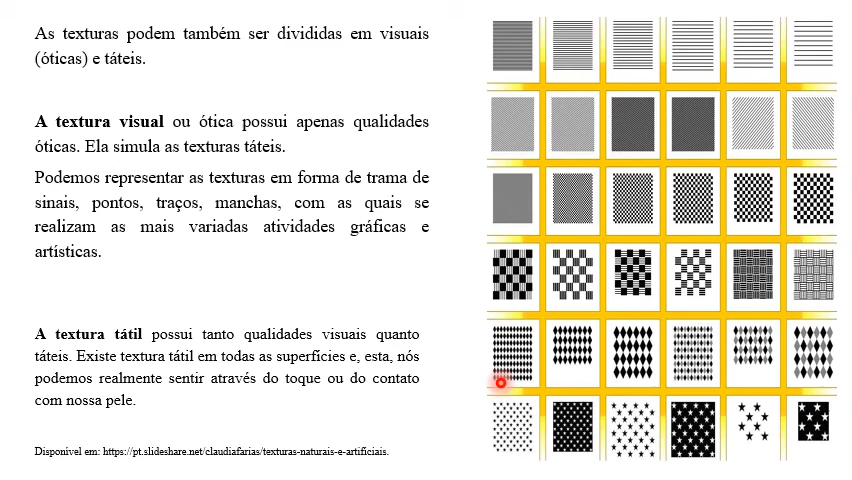 As texturas podem também ser divididas em visuais
(óticas) e táteis.
A textura visual ou ótica possui apenas qualidades
óticas. Ela simula as texturas táteis.
Podemos representar as texturas em forma de trama de
sinais, pontos, traços, manchas, com as quais se
realizam as mais variadas atividades gráficas e
artísticas.
A textura tátil possui tanto qualidades visuais quanto
táteis. Existe textura tátil em todas as superfícies e, esta, nós
podemos realmente sentir através do toque ou do contato
com nossa pele.
Disponível em: https://pt.slideshare.net/claudiafarias/texturas-naturais-e-artificiais.